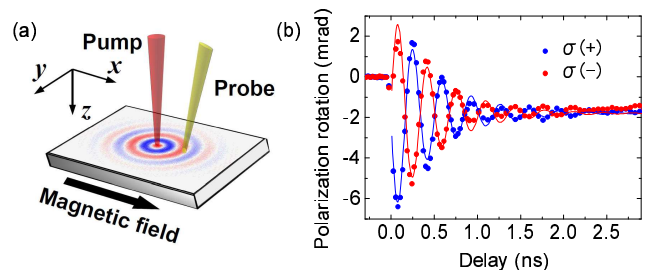 (a)
Pump
Probe
y
x
z
Magnetic field
(b)
Polarization rotation (mrad)
2
0
-2
-4
-6
σ(+)
σ(−)
0.0 0.5 1.0 1.5 2.0 2.5
Delay (ns)